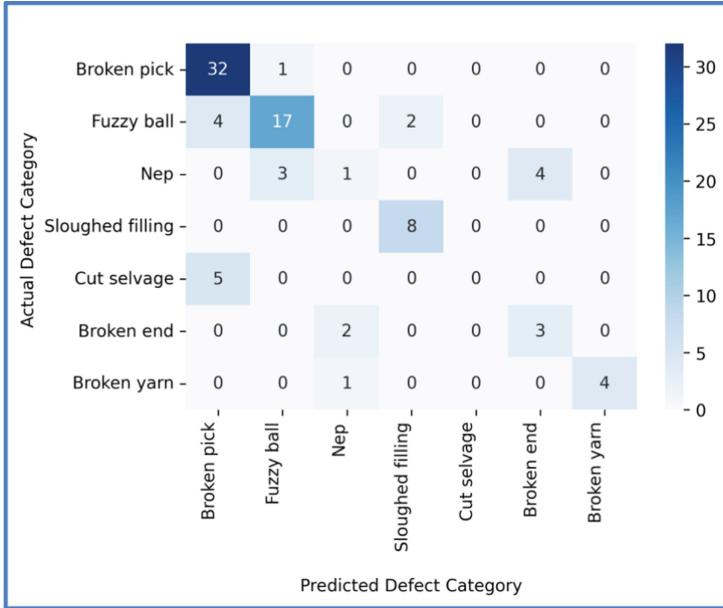 Broken pick 32 1 0 0 0 0 0
Fuzzy ball 4 17 0 2 0 0 0
Nep 0 3 1 0 0 4 0
Sloughed filling 0 0 0 8 0 0 0
Cut selvage 5 0 0 0 0 0 0
Broken end 0 0 2 0 0 3 0
Broken yarn 0 0 1 0 0 0 4
Actual Defect Category
Broken pick
Fuzzy ball
Nep
Sloughed filling
Cut selvage
Broken end
Broken yarn
Predicted Defect Category
30
25
20
15
10
5
0